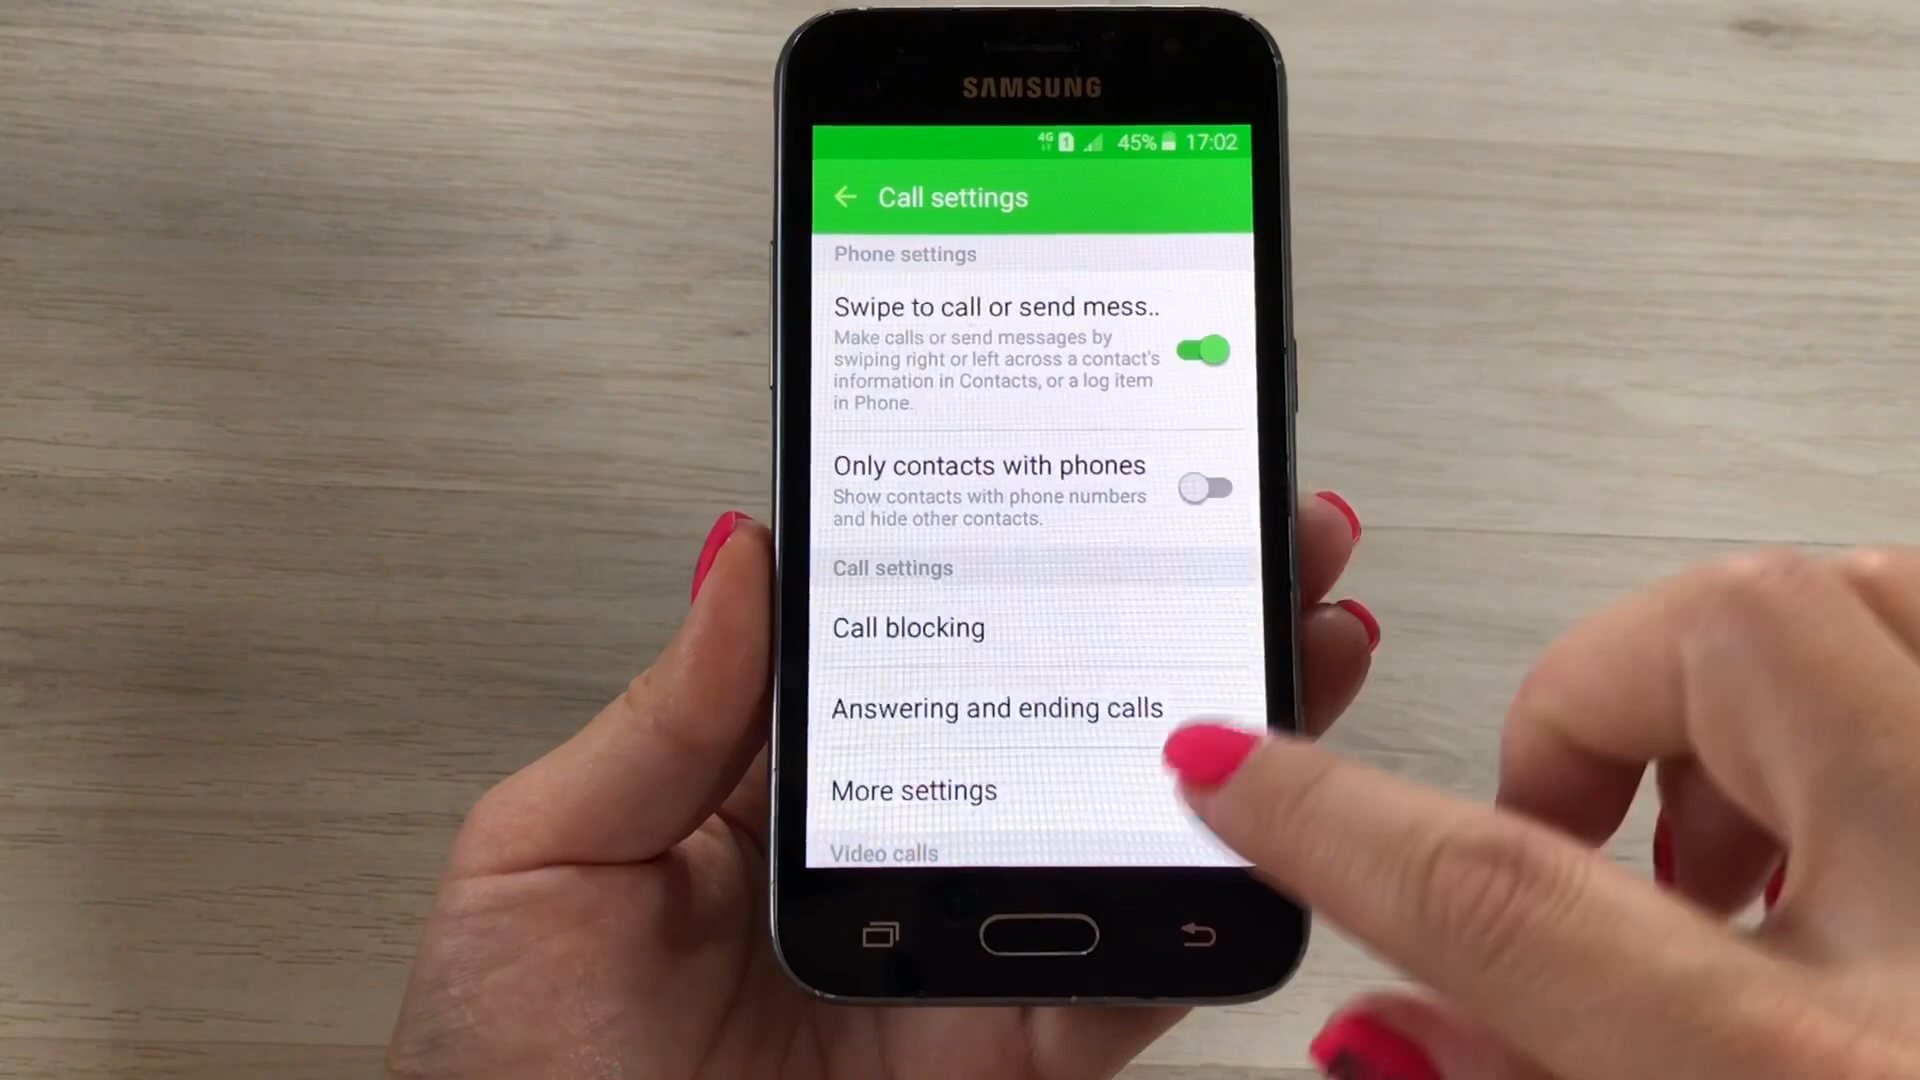 SAMSUNG
4G 1 45% 17:02
Call settings
Phone settings
Swipe to call or send mess..
Make calls or send messages by
swiping right or left across a contact's
information in Contacts, or a log item
in Phone.
Only contacts with phones
Show contacts with phone numbers
and hide other contacts.
Call settings
Call blocking
Answering and ending calls
More settings
Video calls